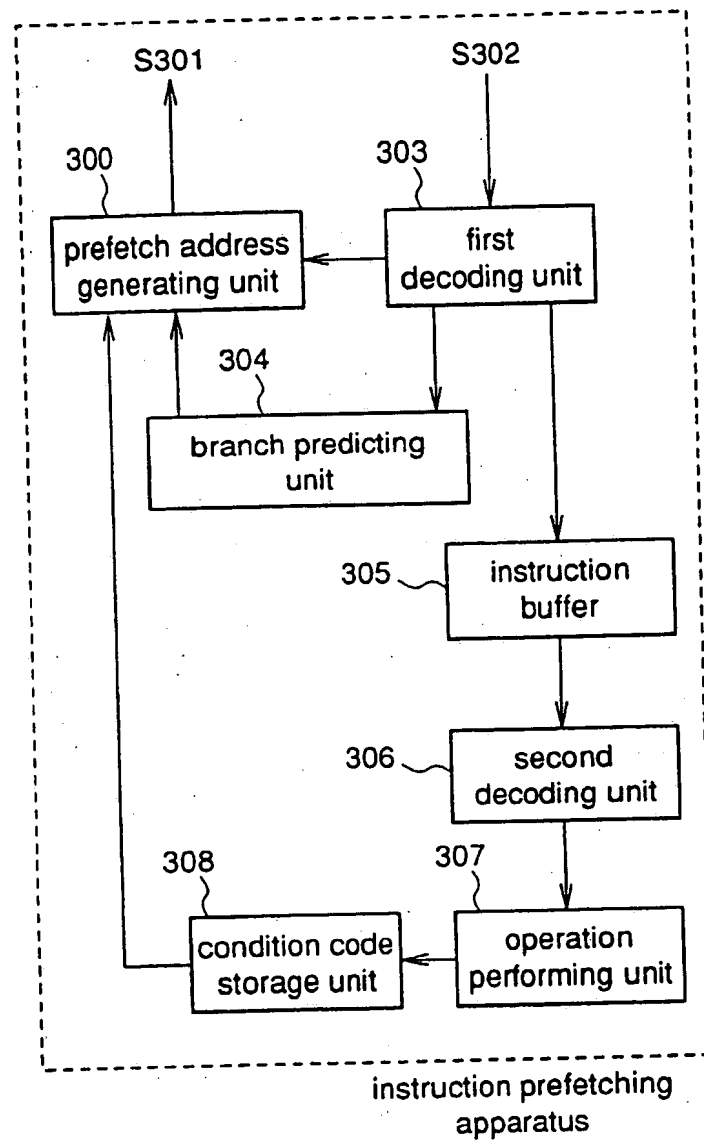 S301
S302
300
303
prefetch address
generating unit
first
decoding unit
304
branch predicting
unit
305
instruction
buffer
306
second
decoding unit
308
307
condition code
storage unit
operation
performing unit
instruction prefetching
apparatus